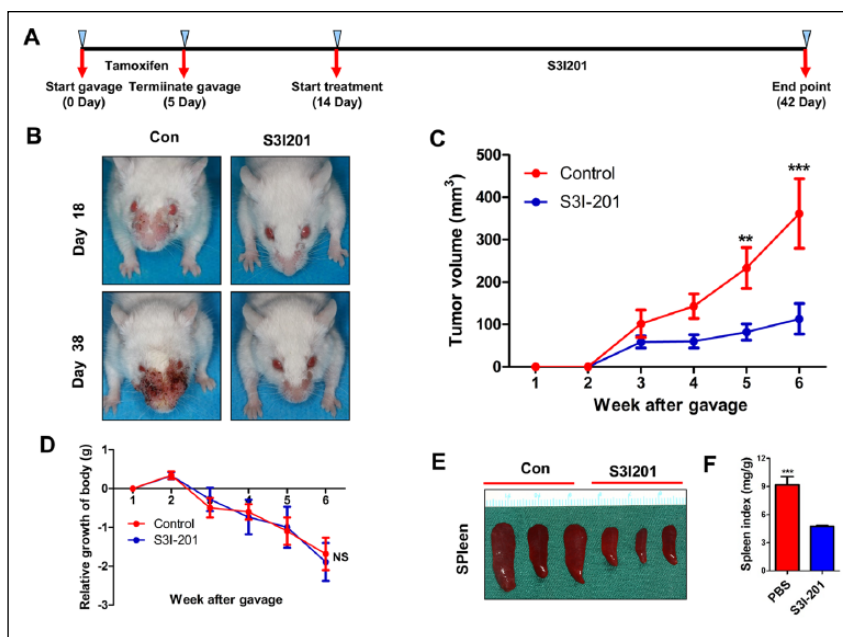 A
Tamoxifen
S3I201
Start gavage
(0 Day)
Termiinate gavage
(5 Day)
Start treatment
(14 Day)
End point
(42 Day)
B
Con
S3I201
Day 18
Day 38
C
Tumor volume (mm³)
500
400
300
200
100
0
Control
S3I-201
**
***
1 2 3 4 5 6
Week after gavage
D
Relative growth of body (g)
1
0
-1
-2
-3
1 2 3 4 5 6
Control
S3I-201
NS
Week after gavage
E
Con
S3I201
SPleen
F
Spleen index (mg/g)
12
9
6
3
0
***
PBS
S3I-201